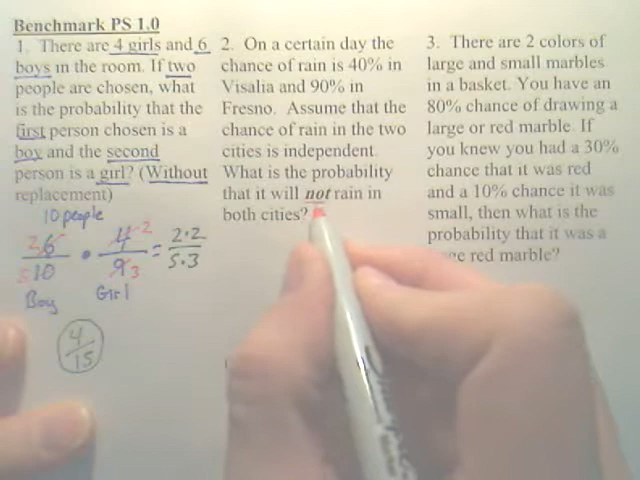 Benchmark PS 1.0
1. There are 4 girls and 6
boys in the room. If two
people are chosen, what
is the probability that the
first person chosen is a
boy and the second
person is a girl? (Without
replacement)
10 people
2 6 • 4 2 = 2·2
5 10 9 3 5·3
Boy Girl
4
15
2. On a certain day the
chance of rain is 40% in
Visalia and 90% in
Fresno. Assume that the
chance of rain in the two
cities is independent.
What is the probability
that it will not rain in
both cities?
3. There are 2 colors of
large and small marbles
in a basket. You have an
80% chance of drawing a
large or red marble. If
you knew you had a 30%
chance that it was red
and a 10% chance it was
small, then what is the
probability that it was a
red marble?